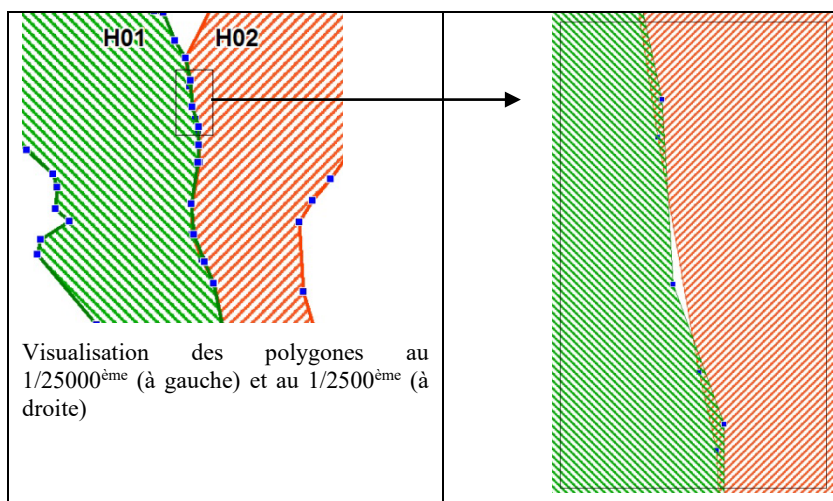 H01 H02
Visualisation des polygones au
1/25000ème (à gauche) et au 1/2500ème (à
droite)